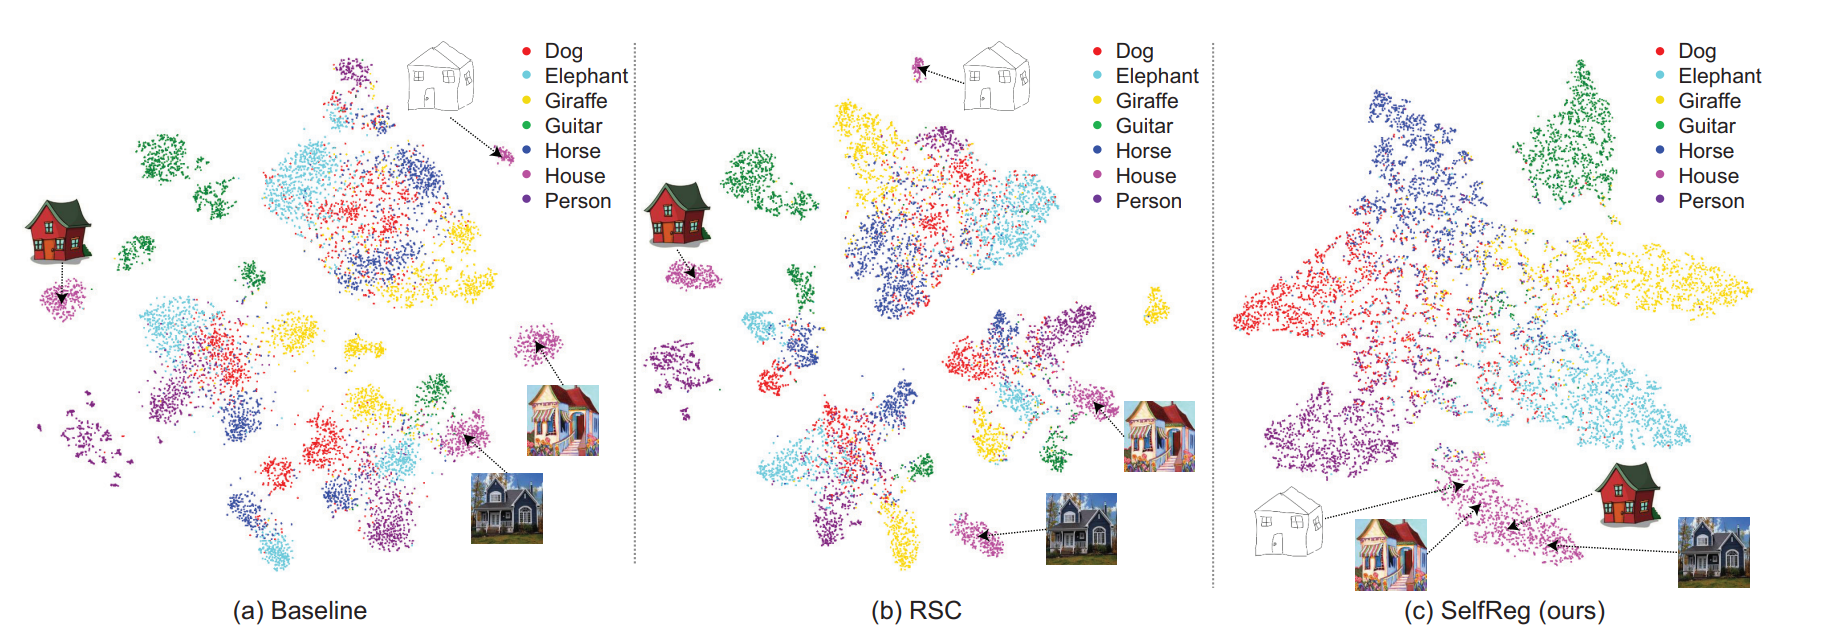 Dog
Elephant
Giraffe
Guitar
Horse
House
Person
(a) Baseline
Dog
Elephant
Giraffe
Guitar
Horse
House
Person
(b) RSC
Dog
Elephant
Giraffe
Guitar
Horse
House
Person
(c) SelfReg (ours)